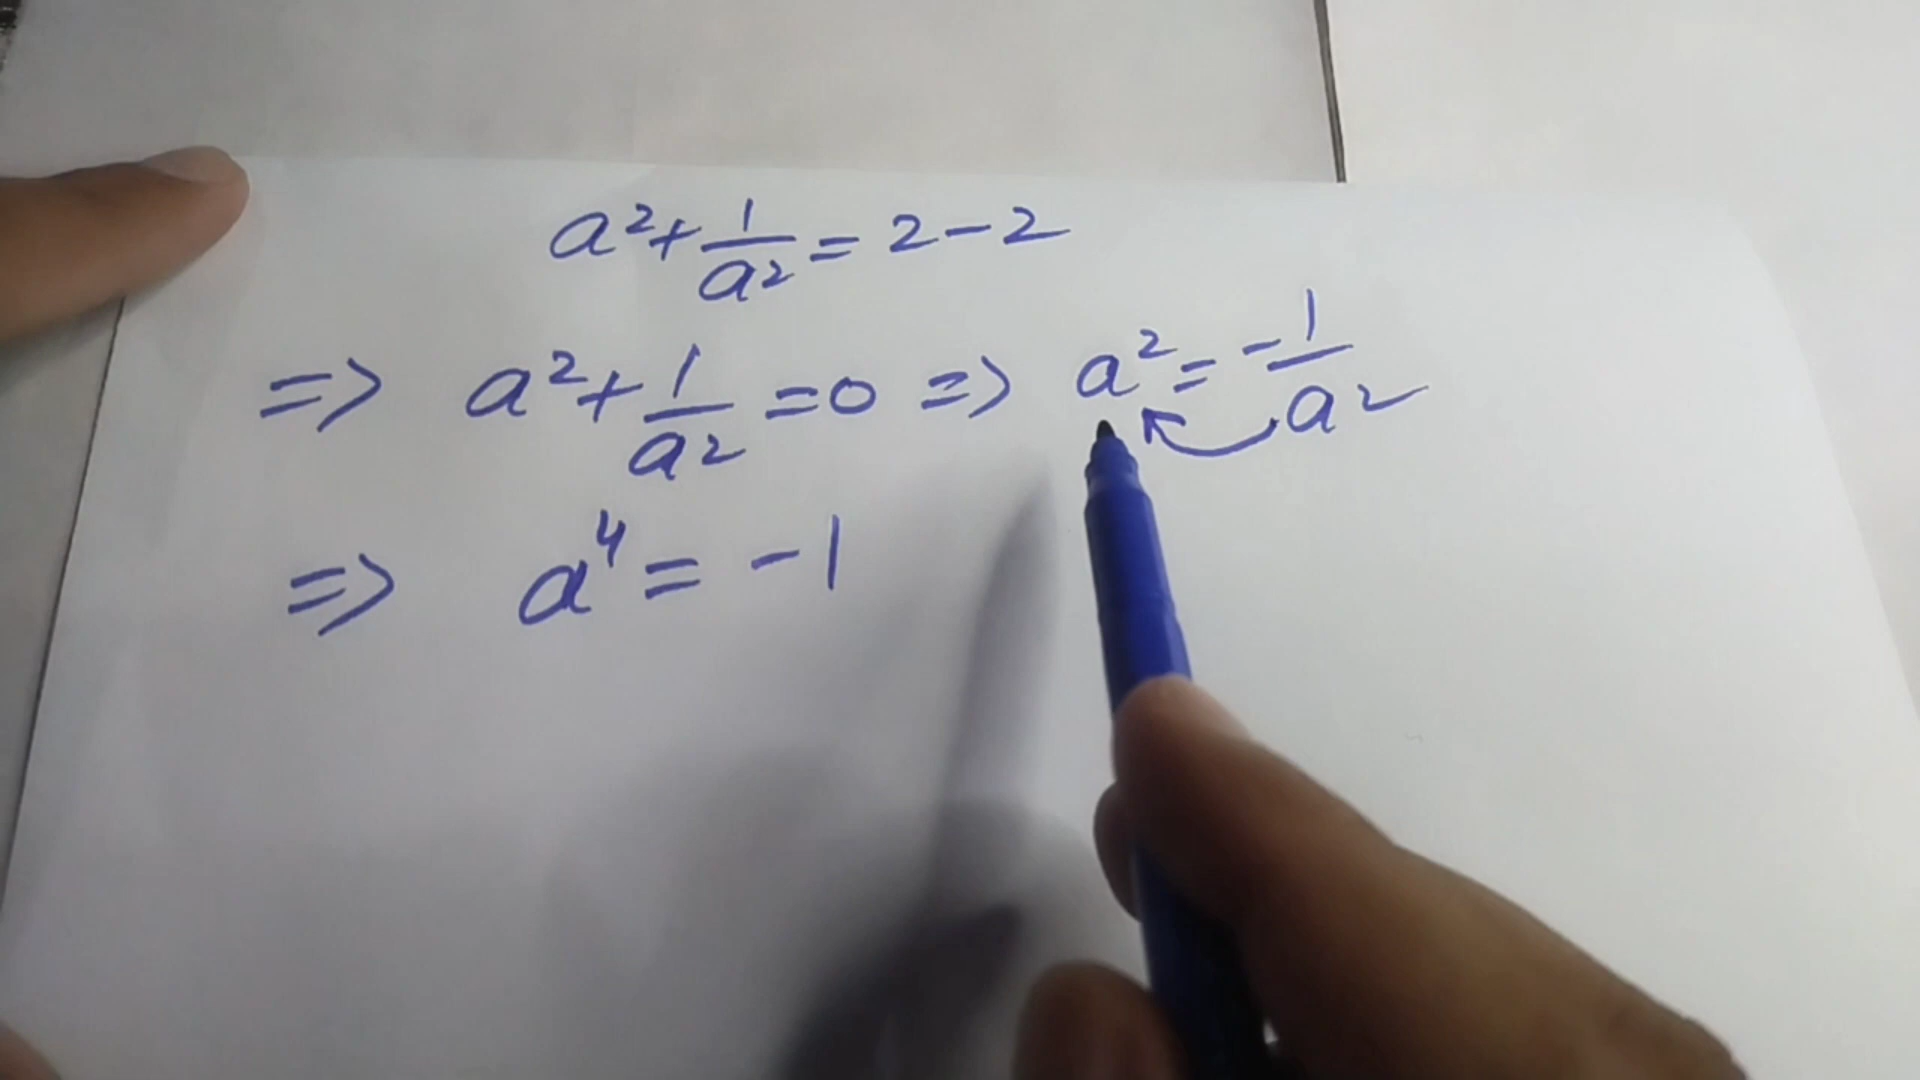 a²+1/a²=2-2
=> a²+1/a²=0 => a²=-1/a²
=> a⁴=-1